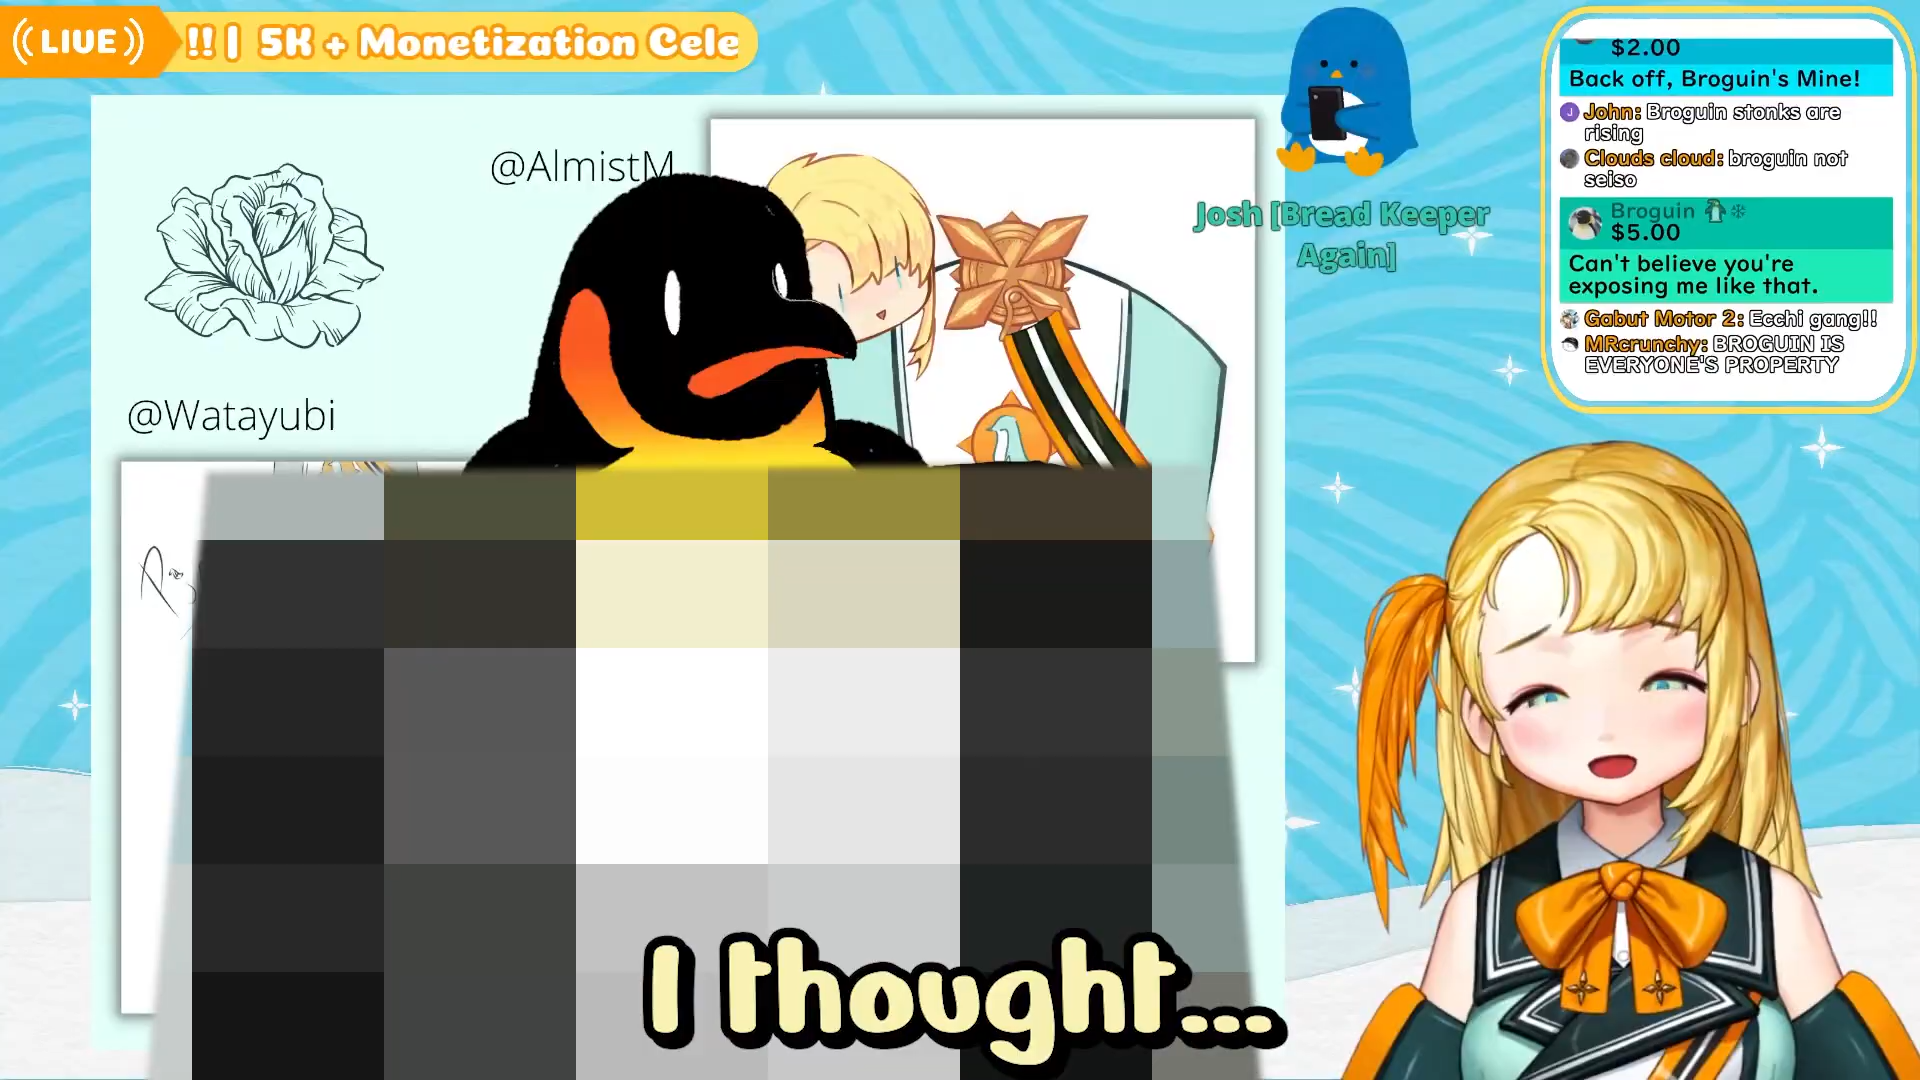 LIVE
!! | 5K + Monetization Cele
@AlmistM
@Watayubi
Josh [Bread Keeper
Again]
$2.00
Back off, Broguin's Mine!
John: Broguin stonks are
rising
Clouds cloud: broguin not
seiso
Broguin
$5.00
Can't believe you're
exposing me like that.
Gabut Motor 2: Ecchi gang!!
MRcrunchy: BROGUIN IS
EVERYONE'S PROPERTY
I thought...